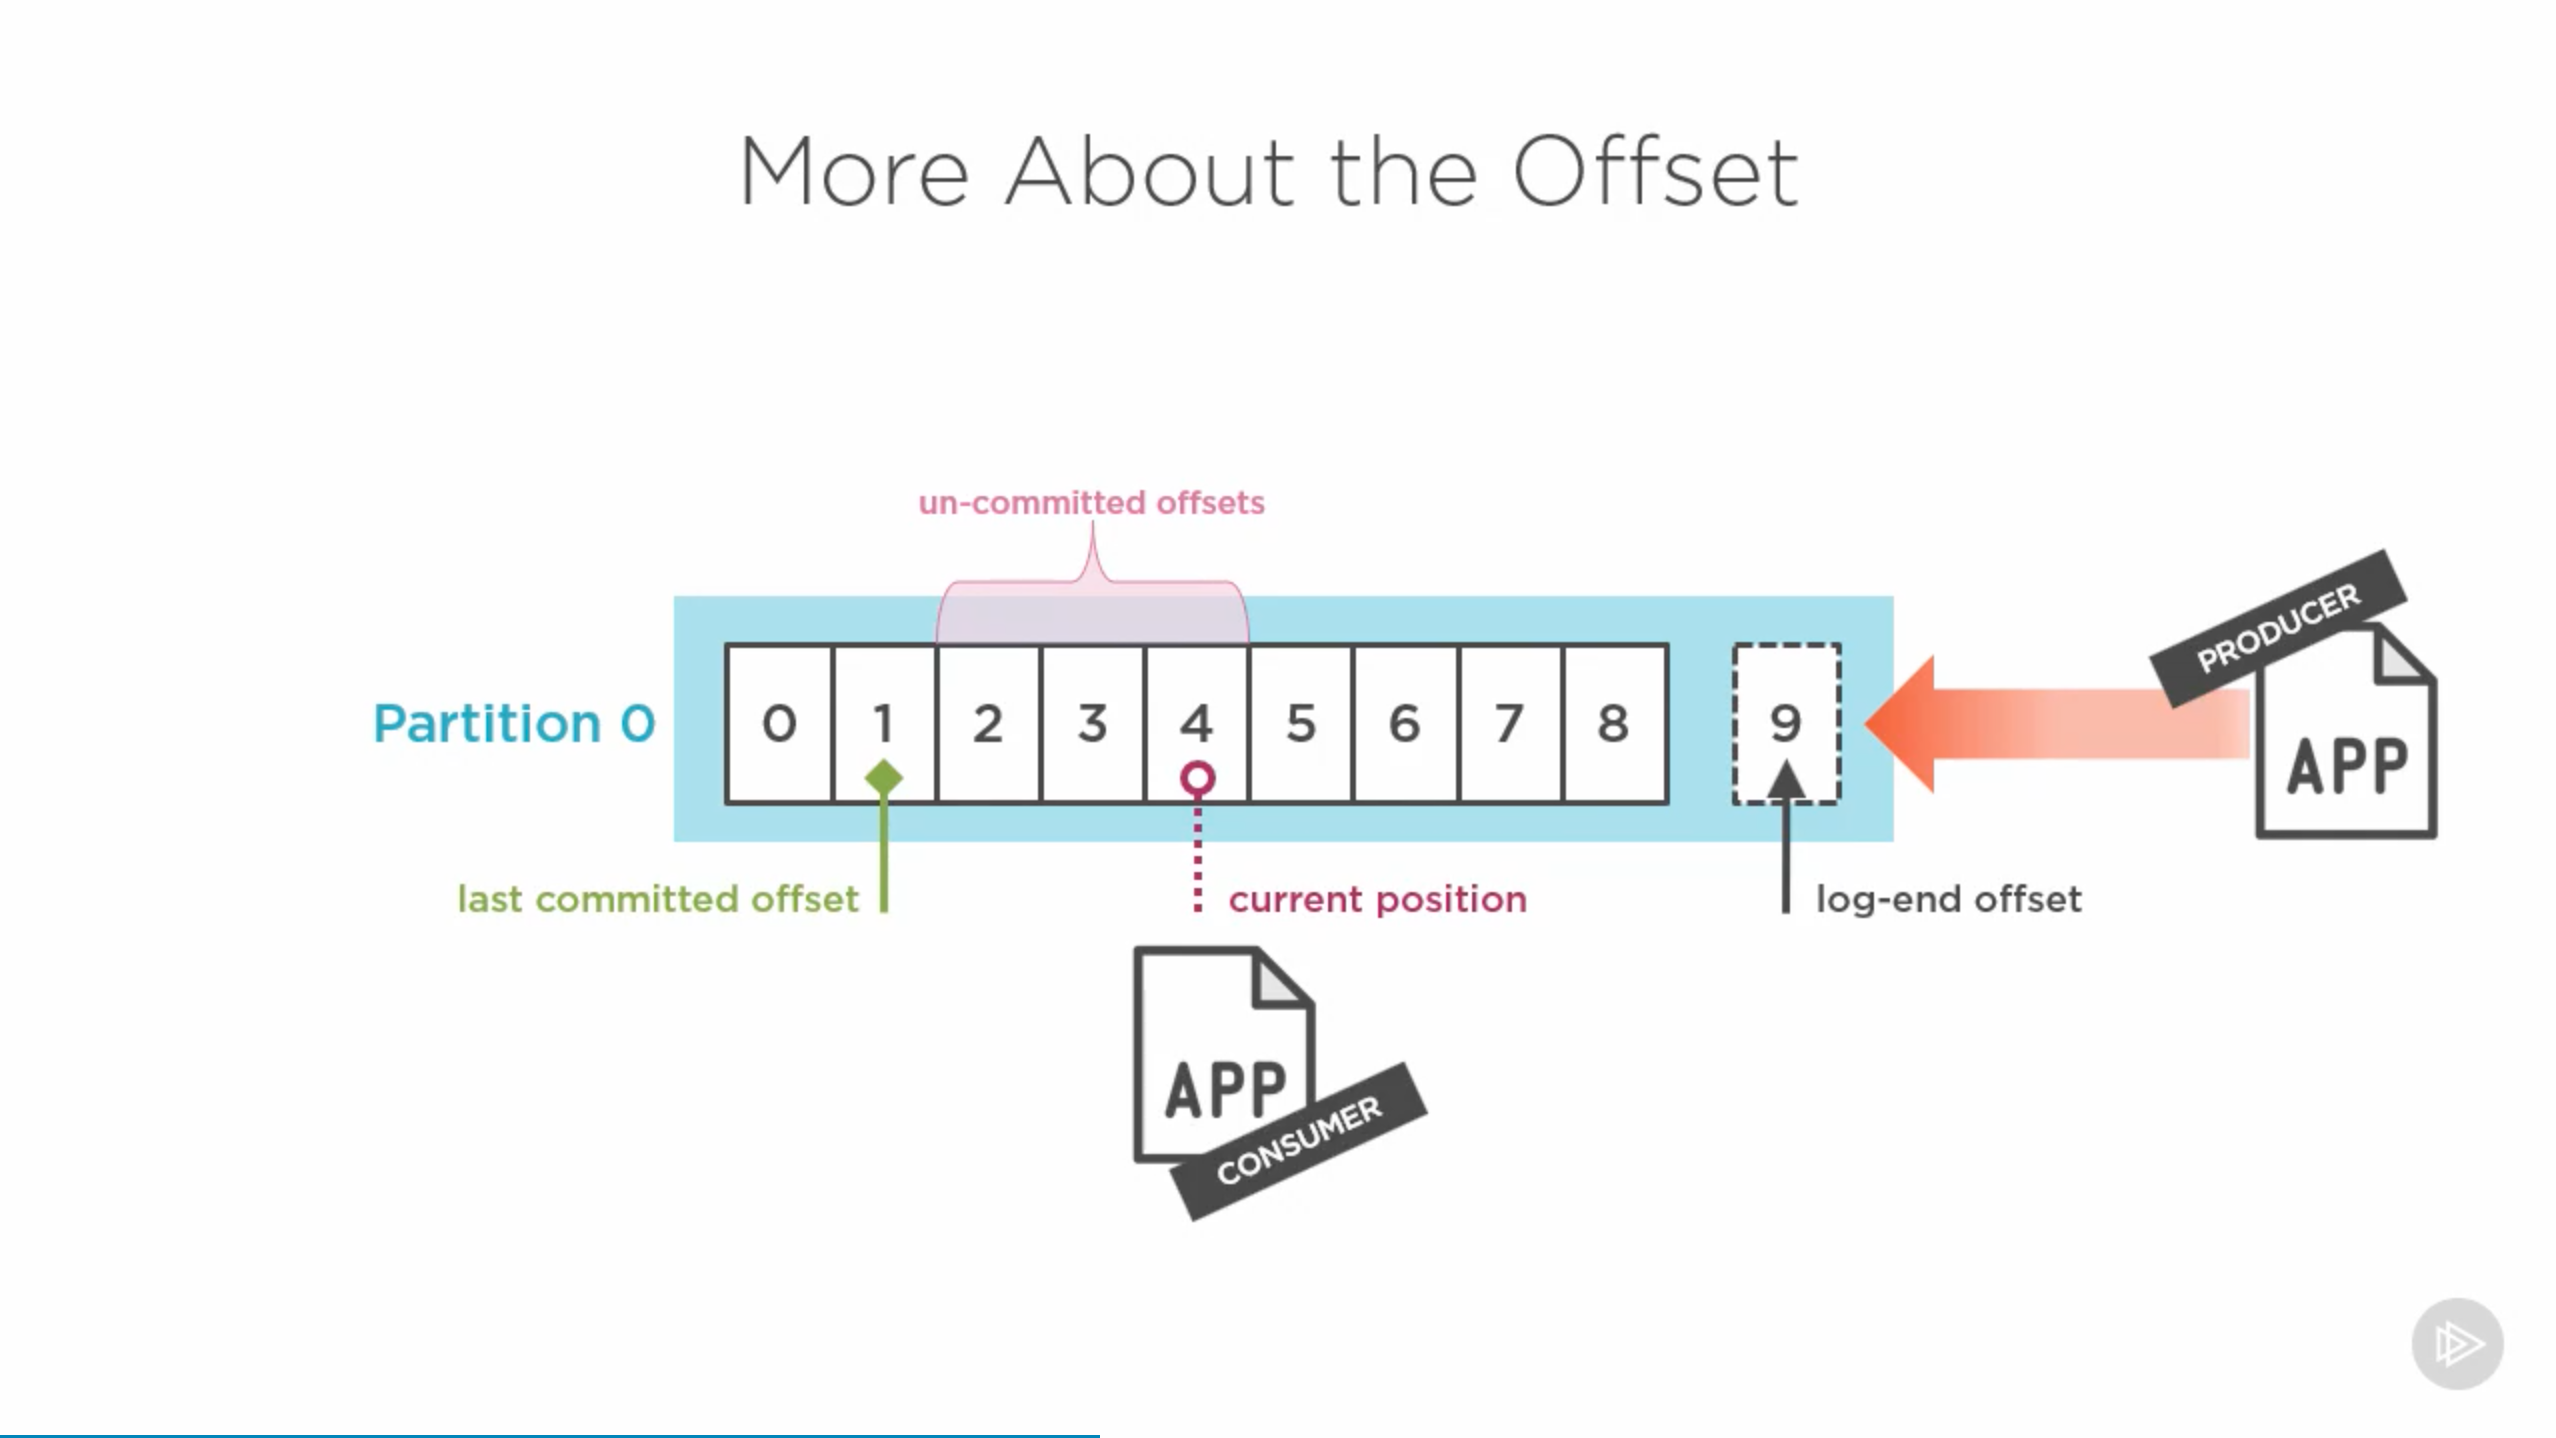 More About the Offset
un-committed offsets
PRODUCER
Partition 0
0 1 2 3 4 5 6 7 8 9
APP
last committed offset
current position
log-end offset
APP
CONSUMER